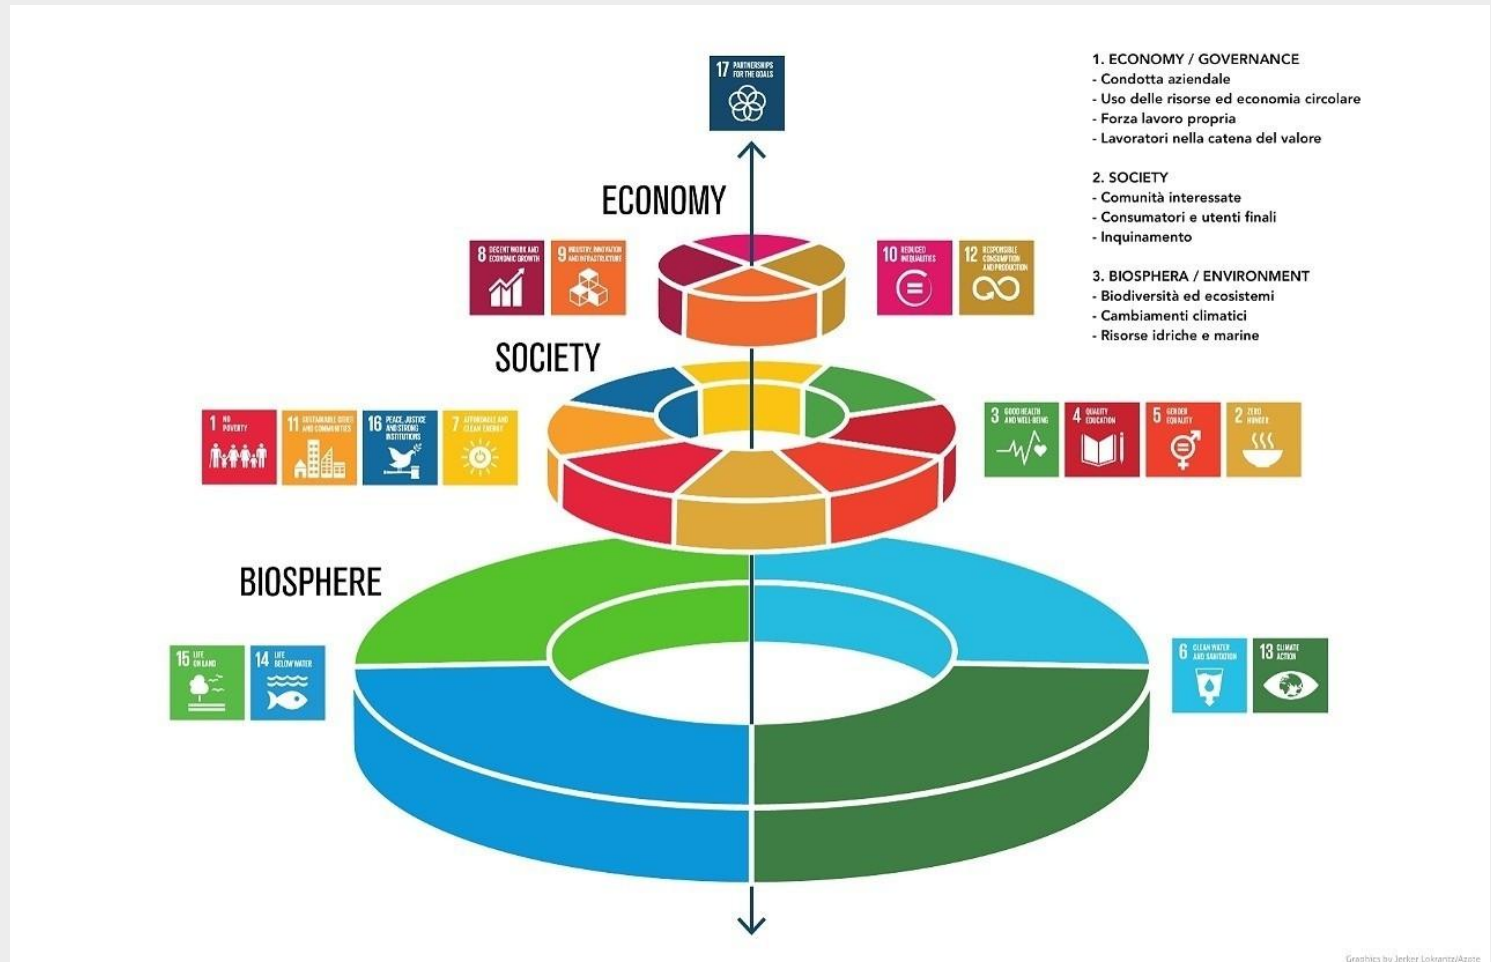 17 PARTNERSHIPS
FOR THE GOALS
1. ECONOMY / GOVERNANCE
- Condotta aziendale
- Uso delle risorse ed economia circolare
- Forza lavoro propria
- Lavoratori nella catena del valore
2. SOCIETY
- Comunità interessate
- Consumatori e utenti finali
- Inquinamento
3. BIOSPHERA / ENVIRONMENT
- Biodiversità ed ecosistemi
- Cambiamenti climatici
- Risorse idriche e marine
ECONOMY
8 DECENT WORK AND
ECONOMIC GROWTH
9 INDUSTRY, INNOVATION
AND INFRASTRUCTURE
10 REDUCED
INEQUALITIES
12 RESPONSIBLE
CONSUMPTION
AND PRODUCTION
SOCIETY
1 NO
POVERTY
11 SUSTAINABLE CITIES
AND COMMUNITIES
16 PEACE, JUSTICE
AND STRONG
INSTITUTIONS
7 AFFORDABLE AND
CLEAN ENERGY
3 GOOD HEALTH
AND WELL-BEING
4 QUALITY
EDUCATION
5 GENDER
EQUALITY
2 ZERO
HUNGER
BIOSPHERE
15 LIFE
ON LAND
14 LIFE
BELOW WATER
6 CLEAN WATER
AND SANITATION
13 CLIMATE
ACTION
Graphics by Jerker Lokrantz/Azote